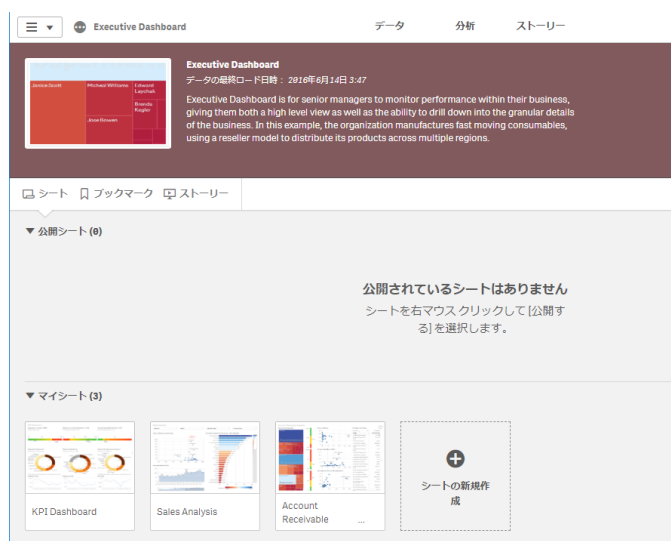 Executive Dashboard
データ
分析
ストーリー
Executive Dashboard
データの最終ロード日時： 2016年6月14日 3:47
Executive Dashboard is for senior managers to monitor performance within their business,
giving them both a high level view as well as the ability to drill down into the granular details
of the business. In this example, the organization manufactures fast moving consumables,
using a reseller model to distribute its products across multiple regions.
Michael Williams
Edward
Brenda
シート
ブックマーク
ストーリー
公開シート (0)
公開されているシートはありません
シートを右マウス クリックして [公開す
る] を選択します。
マイシート (3)
KPI Dashboard
Sales Analysis
Account
Receivable ...
シートの新規作
成